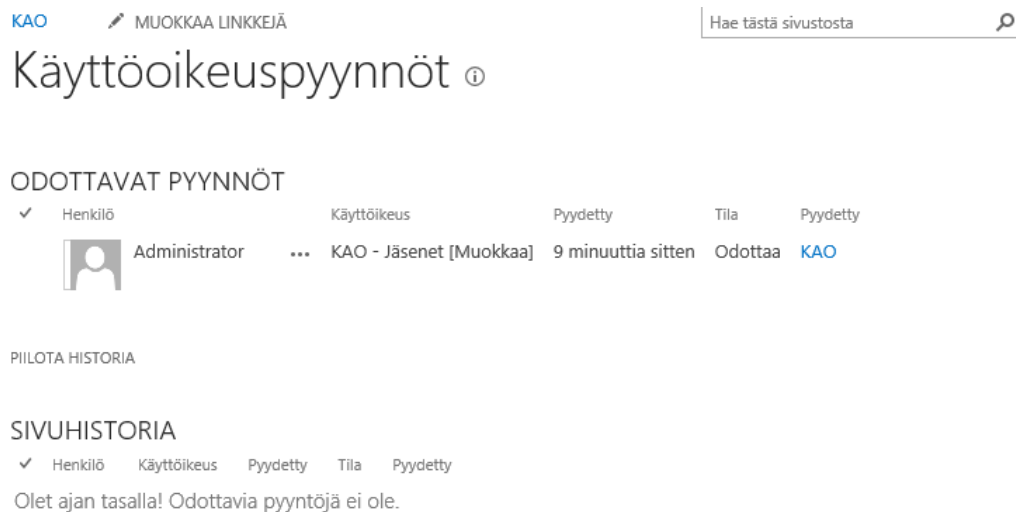 KAO MUOKKAA LINKKEJÄ Hae tästä sivustosta
Käyttöoikeuspyynnöt
ODOTTAVAT PYYNNÖT
Henkilö Käyttöikeus Pyydetty Tila Pyydetty
Administrator ... KAO - Jäsenet [Muokkaa] 9 minuuttia sitten Odottaa KAO
PIILOTA HISTORIA
SIVUHISTORIA
Henkilö Käyttöikeus Pyydetty Tila Pyydetty
Olet ajan tasalla! Odottavia pyyntöjä ei ole.